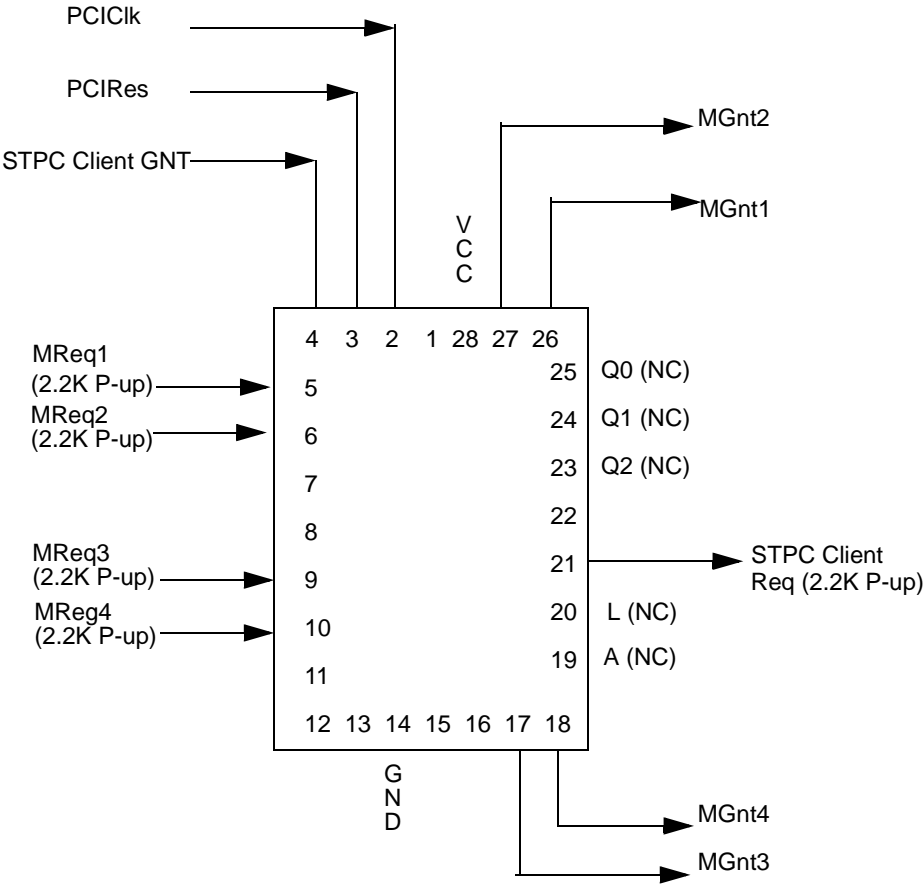 PCIClk
PCIRes
MGnt2
STPC Client GNT
MGnt1
V
C
C
4 3 2 1 28 27 26
MReq1
(2.2K P-up)
5
25 Q0 (NC)
MReq2
(2.2K P-up)
6
24 Q1 (NC)
7
23 Q2 (NC)
8
22
MReq3
(2.2K P-up)
9
21
STPC Client
Req (2.2K P-up)
MReg4
(2.2K P-up)
10
20 L (NC)
11
19 A (NC)
12 13 14 15 16 17 18
G
N
D
MGnt4
MGnt3